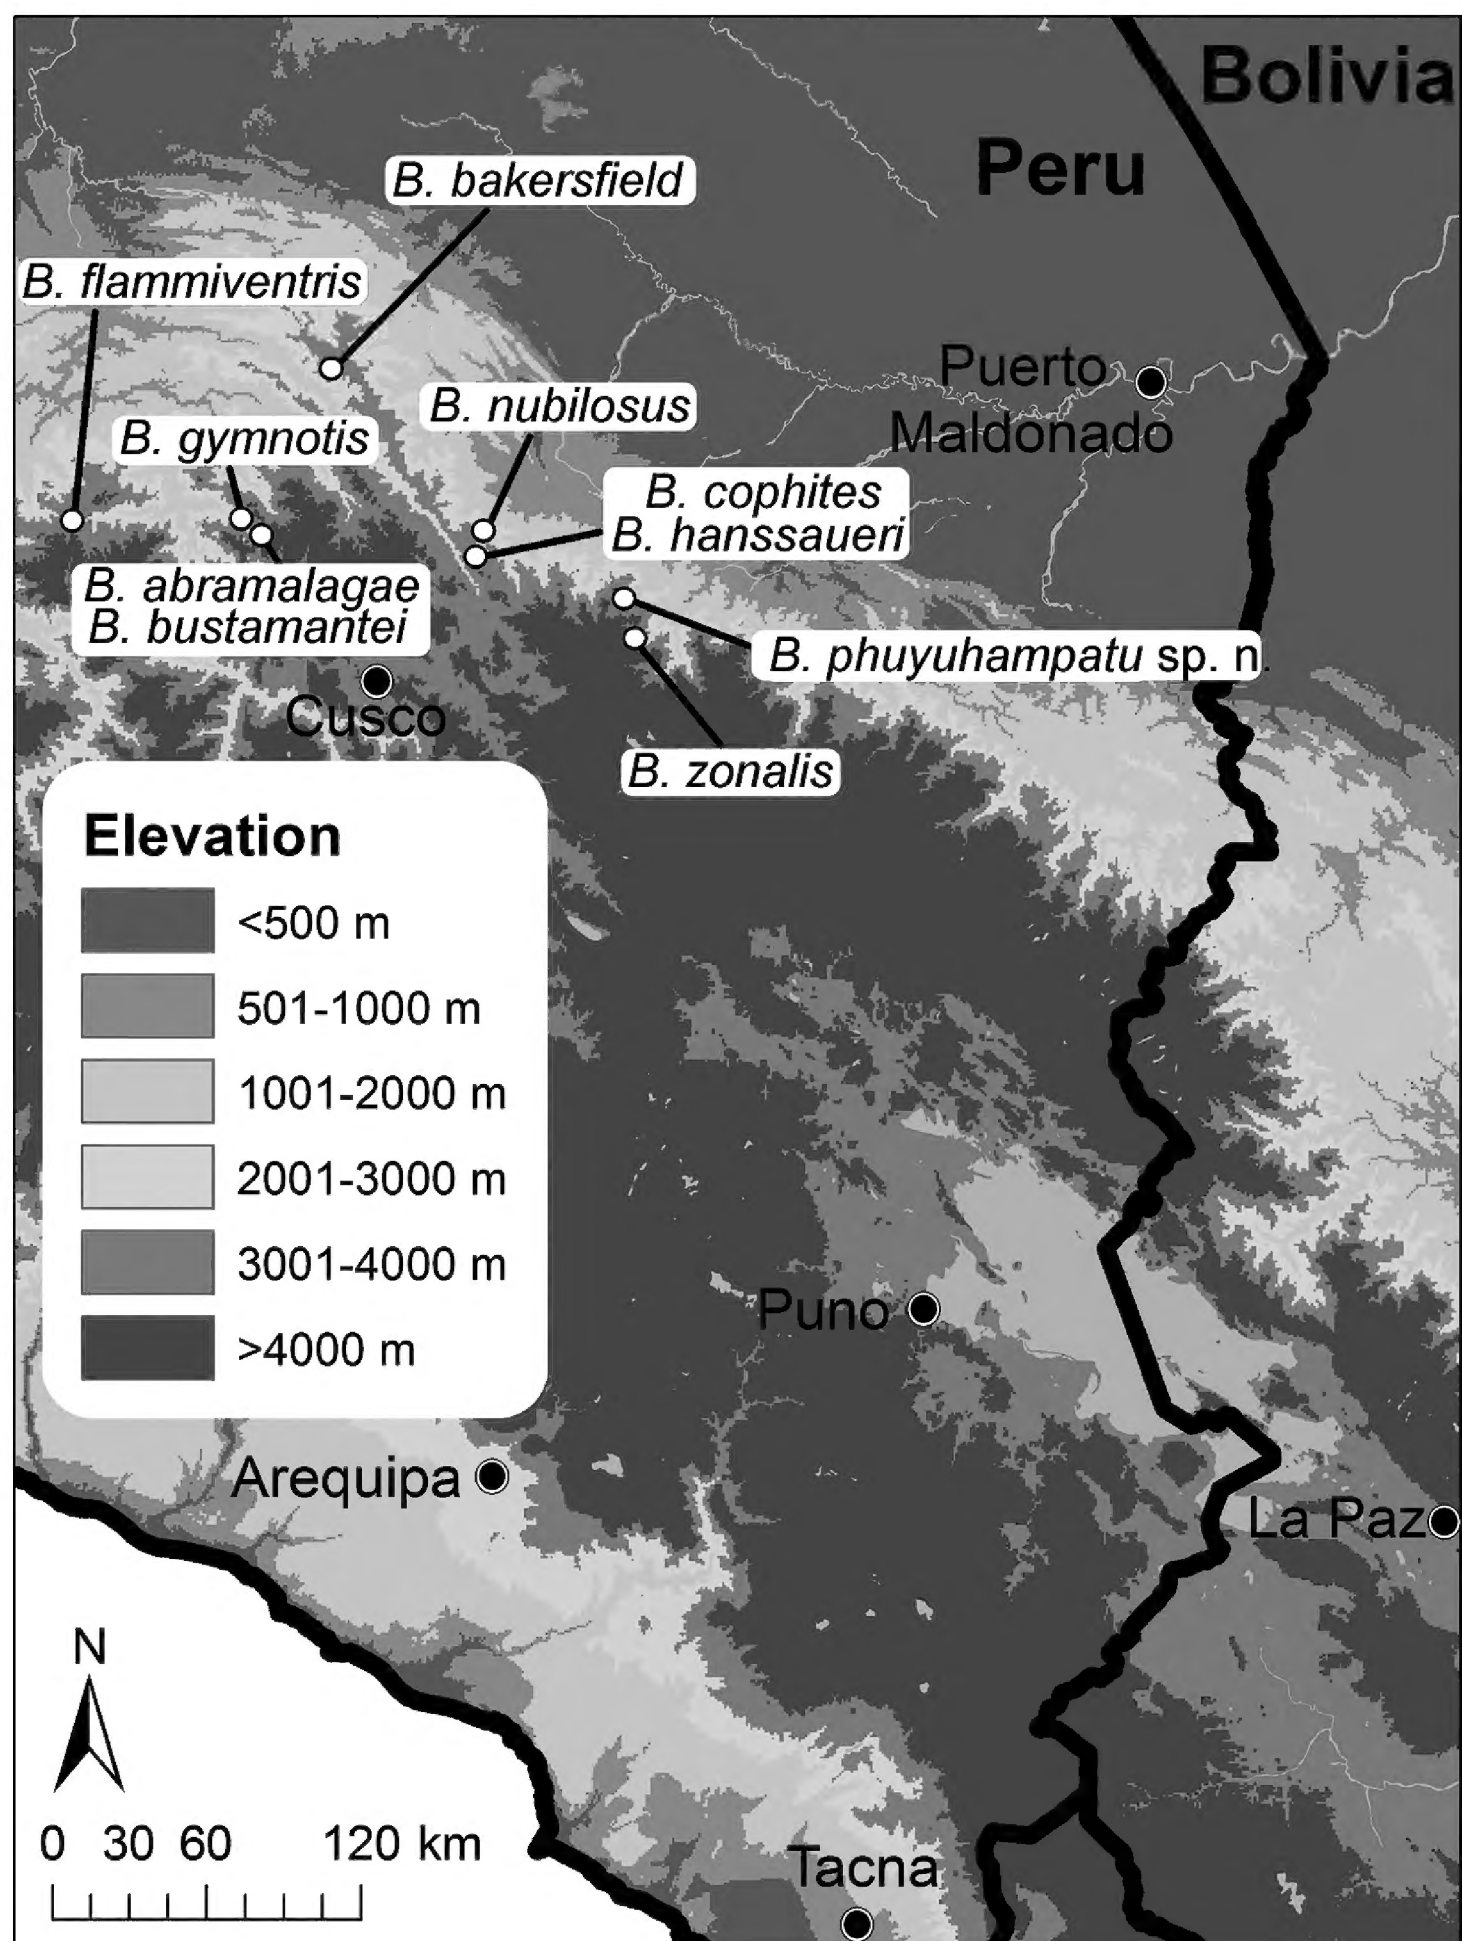 Bolivia
Peru
B. bakersfield
B. flammiventris
Puerto
Maldonado
B. nubilosus
B. gymnotis
B. cophites
B. hanssaueri
B. abramalagae
B. bustamantei
B. phuyuhampatu sp. n.
Cusco
B. zonalis
Elevation
<500 m
501-1000 m
1001-2000 m
2001-3000 m
3001-4000 m
>4000 m
Puno
Arequipa
La Paz
N
0 30 60 120 km
Tacna